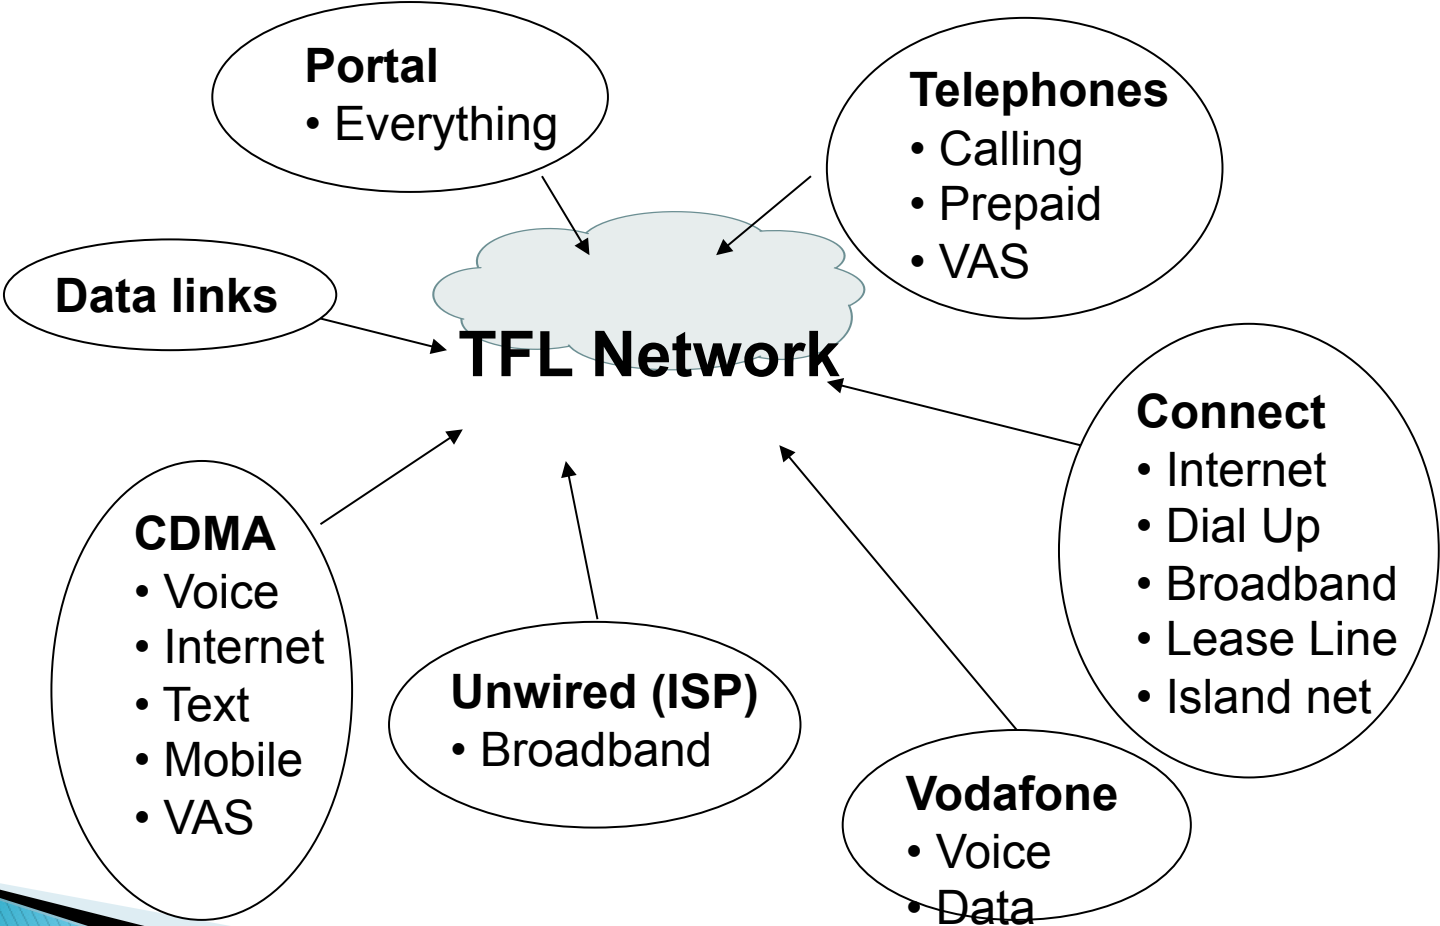 Portal
• Everything
Telephones
• Calling
• Prepaid
• VAS
Data links
TFL Network
Connect
• Internet
• Dial Up
• Broadband
• Lease Line
• Island net
CDMA
• Voice
• Internet
• Text
• Mobile
• VAS
Unwired (ISP)
• Broadband
Vodafone
• Voice
• Data